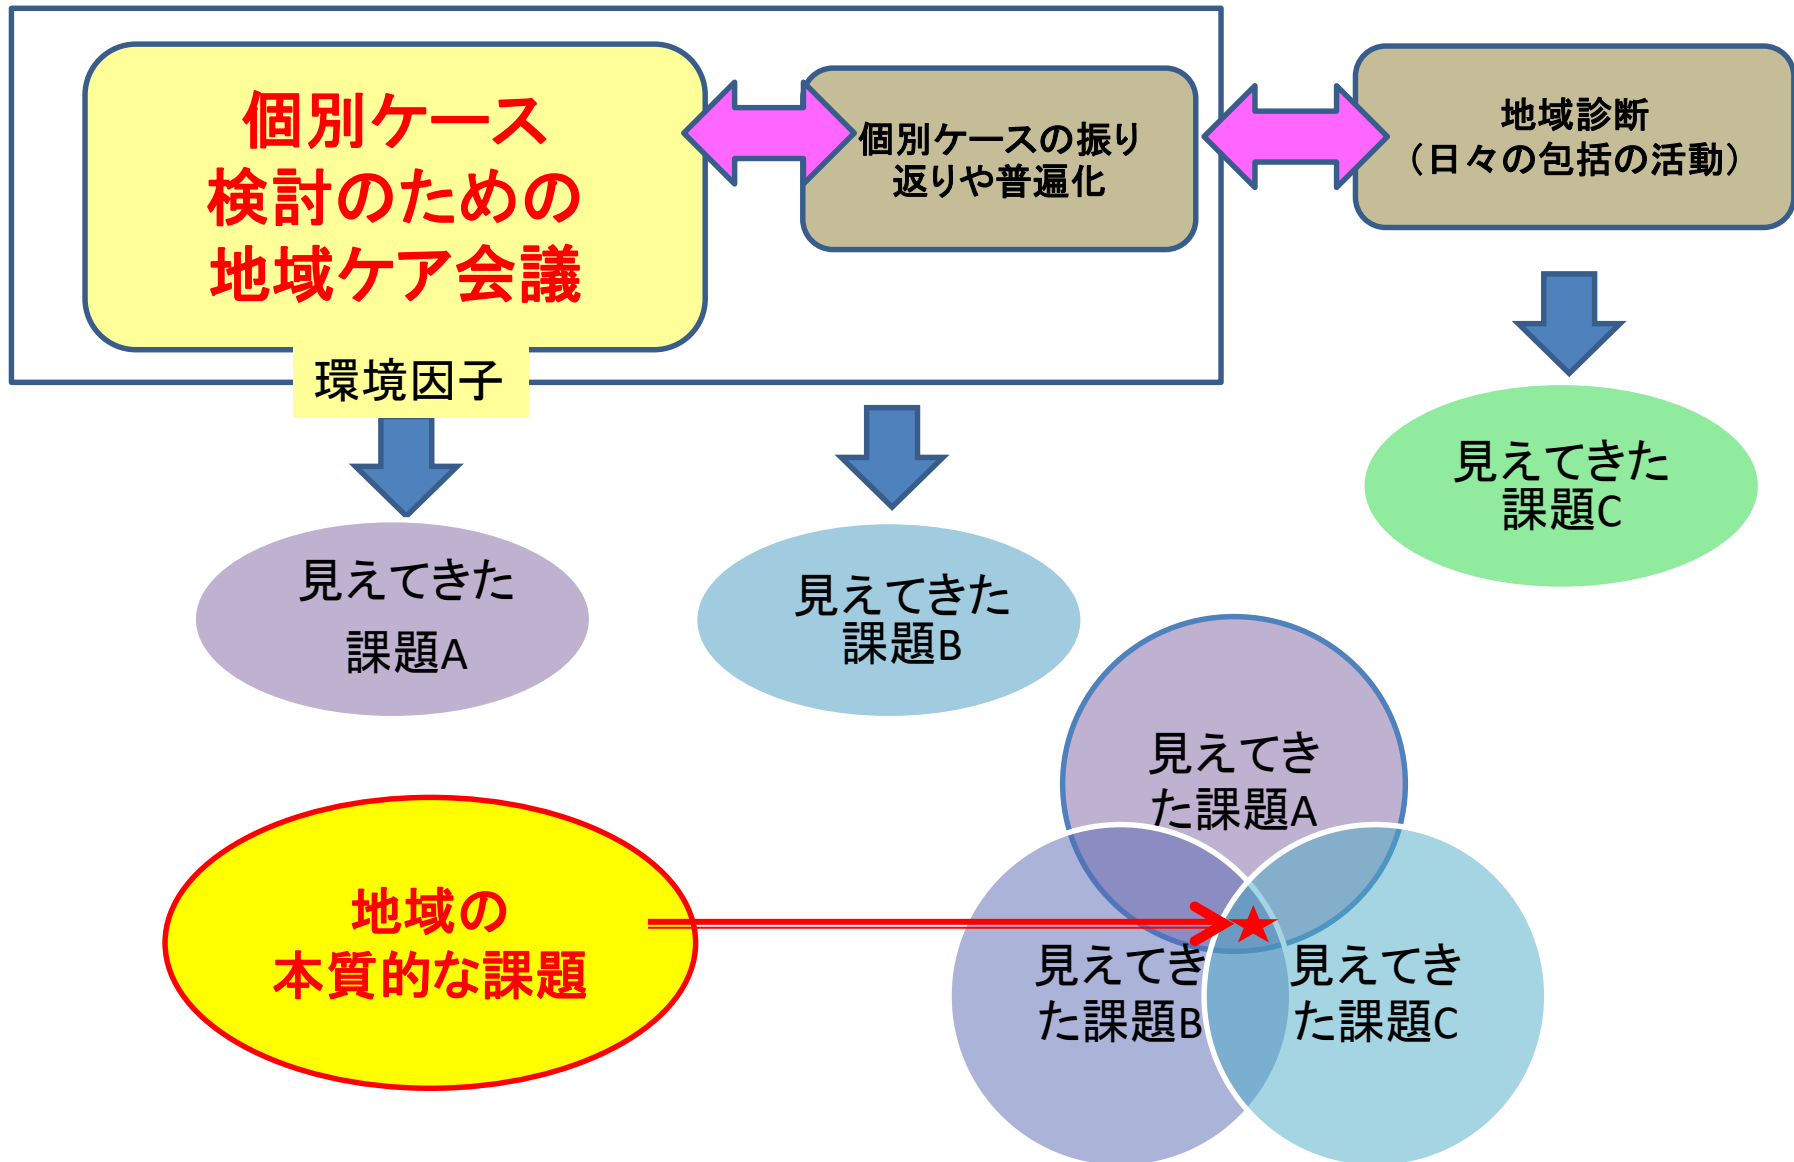 個別ケース
検討のための
地域ケア会議
環境因子
個別ケースの振り
返りや普遍化
地域診断
（日々の包括の活動）
見えてきた
課題A
見えてきた
課題B
見えてきた
課題C
地域の
本質的な課題
見えてき
た課題A
見えてき
た課題B
見えてき
た課題C